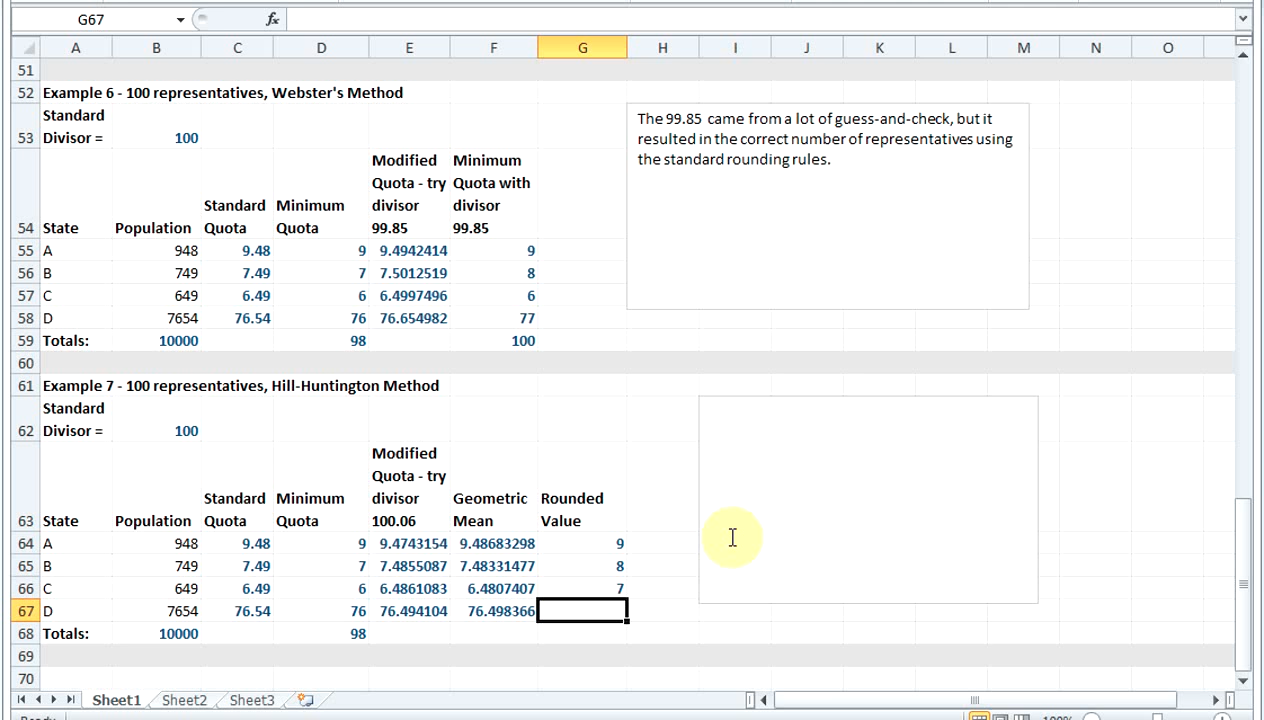 G67 fx
A B C D E F G H I J K L M N O
51
52 Example 6 - 100 representatives, Webster's Method
Standard
53 Divisor = 100
The 99.85 came from a lot of guess-and-check, but it
resulted in the correct number of representatives using
the standard rounding rules.
Modified Minimum
Quota - try Quota with
Standard Minimum divisor divisor
54 State Population Quota Quota 99.85 99.85
55 A 948 9.48 9 9.4942414 9
56 B 749 7.49 7 7.5012519 8
57 C 649 6.49 6 6.4997496 6
58 D 7654 76.54 76 76.654982 77
59 Totals: 10000 98 100
60
61 Example 7 - 100 representatives, Hill-Huntington Method
Standard
62 Divisor = 100
Modified
Quota - try
Standard Minimum divisor Geometric Rounded
63 State Population Quota Quota 100.06 Mean Value
64 A 948 9.48 9 9.4743154 9.48683298 9
65 B 749 7.49 7 7.4855087 7.48331477 8
66 C 649 6.49 6 6.4861083 6.4807407 7
67 D 7654 76.54 76 76.494104 76.498366
68 Totals: 10000 98
69
70
Sheet1 Sheet2 Sheet3